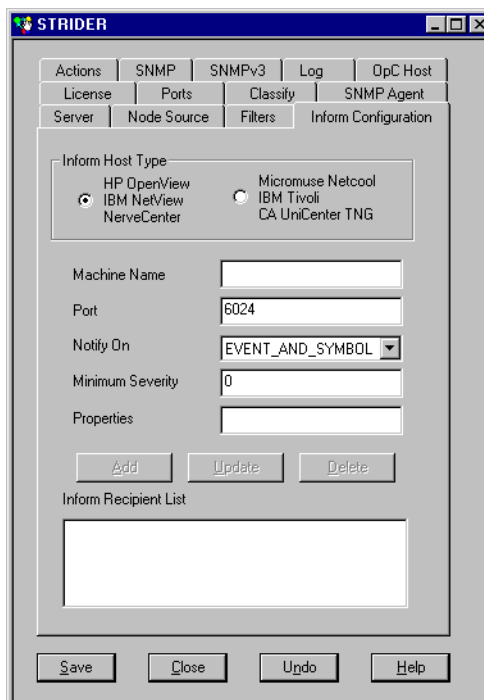 STRIDER
Actions SNMP SNMPv3 Log OpC Host
License Ports Classify SNMP Agent
Server Node Source Filters Inform Configuration
Inform Host Type
HP OpenView
IBM NetView
NerveCenter
Micromuse Netcool
IBM Tivoli
CA UniCenter TNG
Machine Name
Port 6024
Notify On EVENT_AND_SYMBOL
Minimum Severity 0
Properties
Add Update Delete
Inform Recipient List
Save Close Undo Help